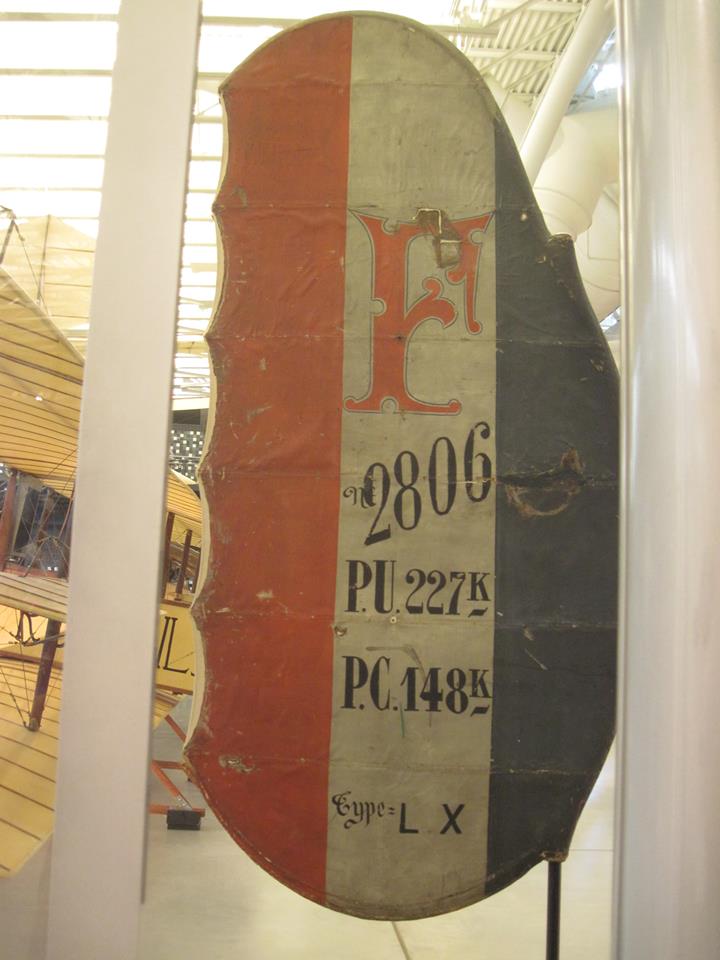 F
Nº 2806
P.U. 227K
P.C. 148K
Type = L X
L.